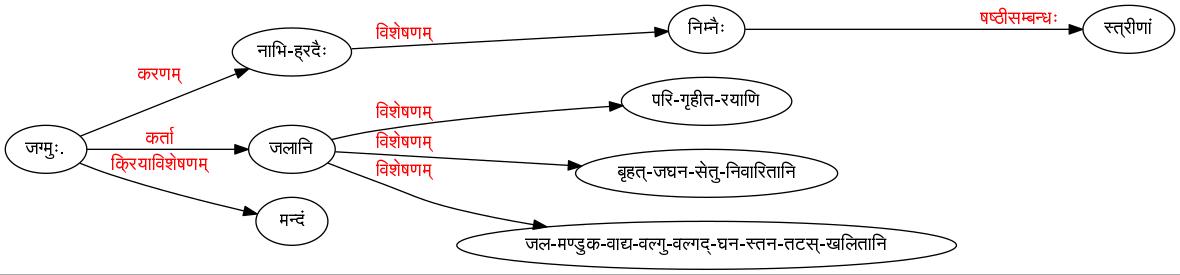 षष्ठीसम्बन्धः
विशेषणम्
निम्नैः
स्त्रीणां
नाभि-ह्रदैः
करणम्
विशेषणम्
परि-गृहीत-रयाणि
कर्ता
विशेषणम्
जग्मुः.
जलानि
क्रियाविशेषणम्
विशेषणम्
बृहत्-जघन-सेतु-निवारितानि
मन्दं
जल-मण्डुक-वाद्य-वल्गु-वल्गद्-घन-स्तन-तटस्-खलितानि